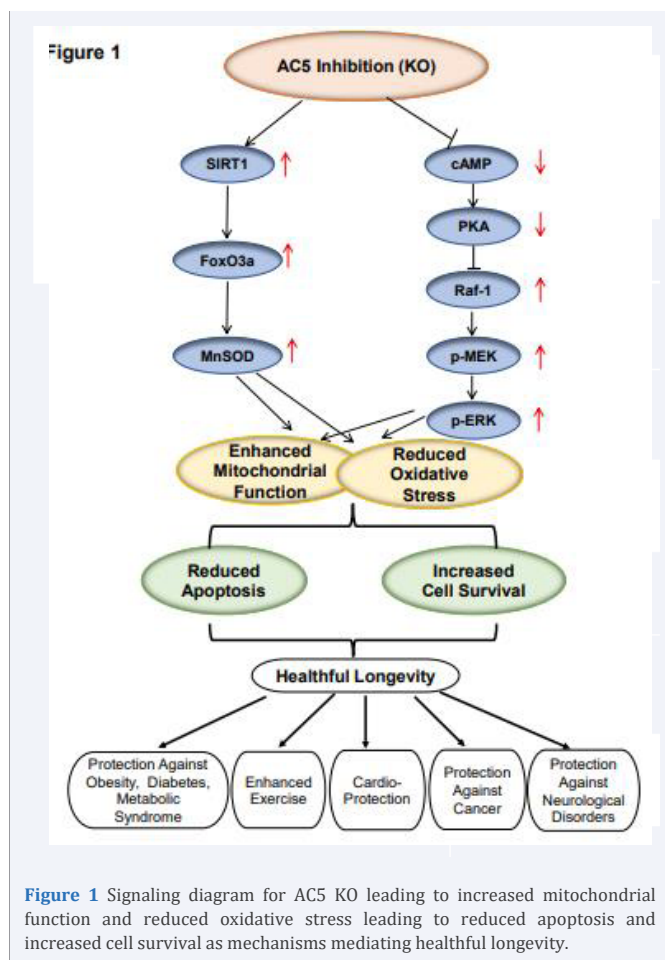 Figure 1
AC5 Inhibition (KO)
SIRT1
cAMP
PKA
FoxO3a
Raf-1
MnSOD
p-MEK
p-ERK
Enhanced
Mitochondrial
Function
Reduced
Oxidative
Stress
Reduced
Apoptosis
Increased
Cell Survival
Healthful Longevity
Protection Against
Obesity, Diabetes,
Metabolic
Syndrome
Enhanced
Exercise
Cardio-
Protection
Protection
Against
Cancer
Protection
Against
Neurological
Disorders
Figure 1 Signaling diagram for AC5 KO leading to increased mitochondrial
function and reduced oxidative stress leading to reduced apoptosis and
increased cell survival as mechanisms mediating healthful longevity.